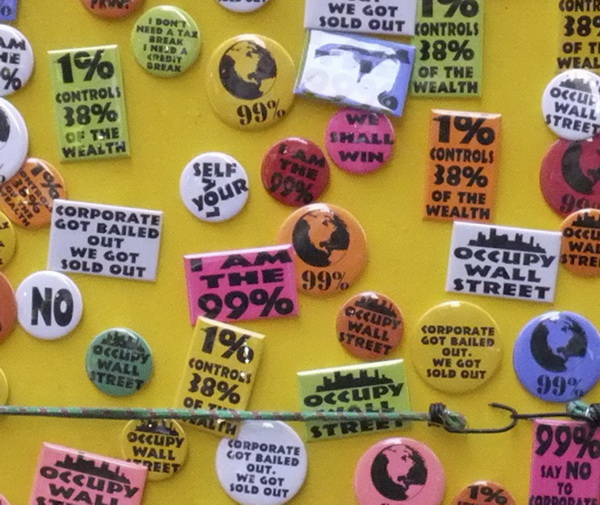 WE GOT
SOLD OUT
1%
CONTROLS
38%
OF THE
WEALTH
38%
OF THE
I DON'T
NEED A TAX
BREAK
I NEED A
CREDIT
BREAK
1%
CONTROLS
38%
OF THE
WEALTH
99%
WE
SHALL
WIN
1%
CONTROLS
38%
OF THE
WEALTH
OCCUPY
WALL
STREET
SELF
YOUR
I AM
THE
99%
1%
CORPORATE
GOT BAILED
OUT
WE GOT
SOLD OUT
99%
OCCUPY
WALL
STREET
I AM
THE
99%
NO
OCCUPY
WALL
STREET
CORPORATE
GOT BAILED
OUT.
WE GOT
SOLD OUT
99%
OCCUPY
WALL
STREET
1%
CONTROLS
38%
OF THE
WEALTH
OCCUPY
WALL
STREET
OCCUPY
WALL
STREET
CORPORATE
GOT BAILED
OUT.
WE GOT
SOLD OUT
99%
SAY NO
TO
CORPORATE
OCCUPY
WALL
1%